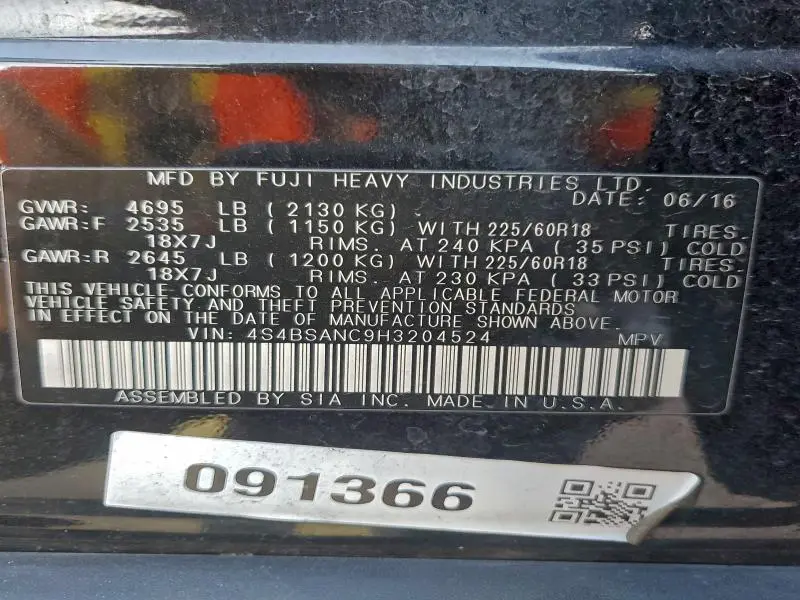 MFD BY FUJI HEAVY INDUSTRIES LTD.
DATE: 06/16
GVWR: 4695 LB ( 2130 KG)
GAWR:F 2535 LB ( 1150 KG) WITH 225/60R18 TIRES.
18X7J RIMS. AT 240 KPA ( 35 PSI) COLD
GAWR:R 2645 LB ( 1200 KG) WITH 225/60R18 TIRES.
18X7J RIMS. AT 230 KPA ( 33 PSI) COLD
THIS VEHICLE CONFORMS TO ALL APPLICABLE FEDERAL MOTOR
VEHICLE SAFETY AND THEFT PREVENTION STANDARDS
IN EFFECT ON THE DATE OF MANUFACTURE SHOWN ABOVE.
VIN: 4S4BSANC9H3204524 MPV
ASSEMBLED BY SIA INC. MADE IN U.S.A.
091366